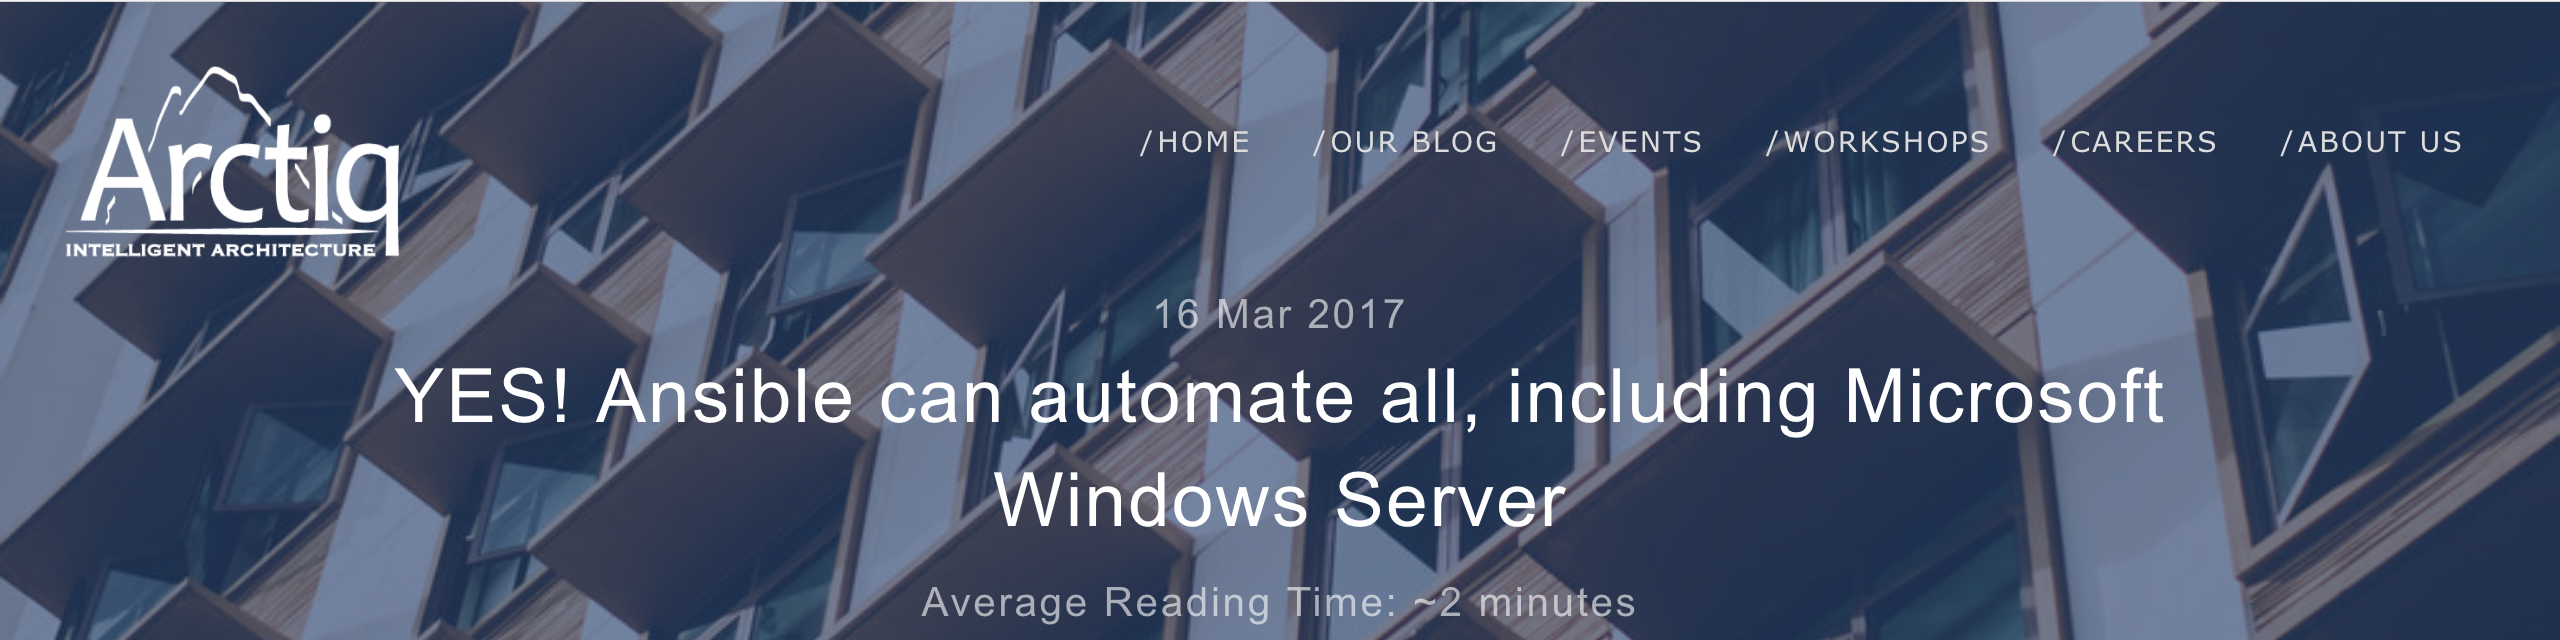 Arctiq
INTELLIGENT ARCHITECTURE
/HOME /OUR BLOG /EVENTS /WORKSHOPS /CAREERS /ABOUT US
16 Mar 2017
YES! Ansible can automate all, including Microsoft
Windows Server
Average Reading Time: ~2 minutes